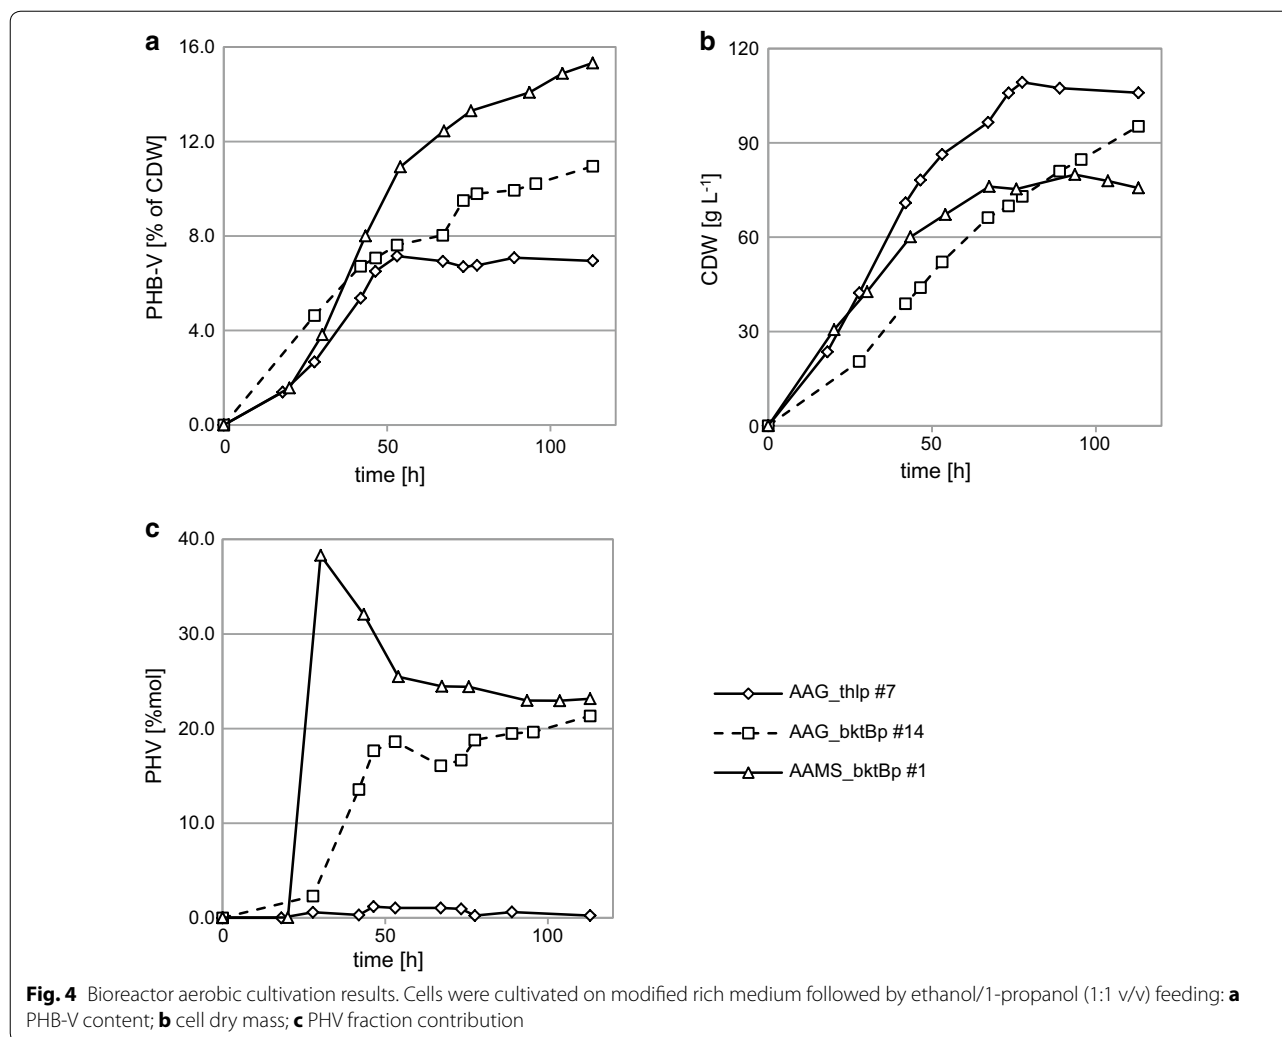 a
16.0
12.0
8.0
4.0
0.0
PHB-V [% of CDW]
0 50 100
time [h]
b
120
90
60
30
0
CDW [g L-1]
0 50 100
time [h]
c
40.0
30.0
20.0
10.0
0.0
PHV [%mol]
0 50 100
time [h]
AAG_thlp #7
AAG_bktBp #14
AAMS_bktBp #1
Fig. 4 Bioreactor aerobic cultivation results. Cells were cultivated on modified rich medium followed by ethanol/1-propanol (1:1 v/v) feeding: a
PHB-V content; b cell dry mass; c PHV fraction contribution